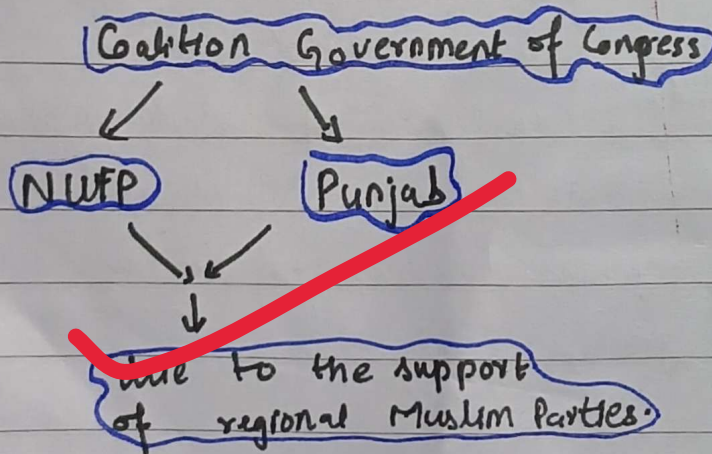 Coalition Government of Congress
NWFP Punjab
due to the support
of regional Muslim Parties.